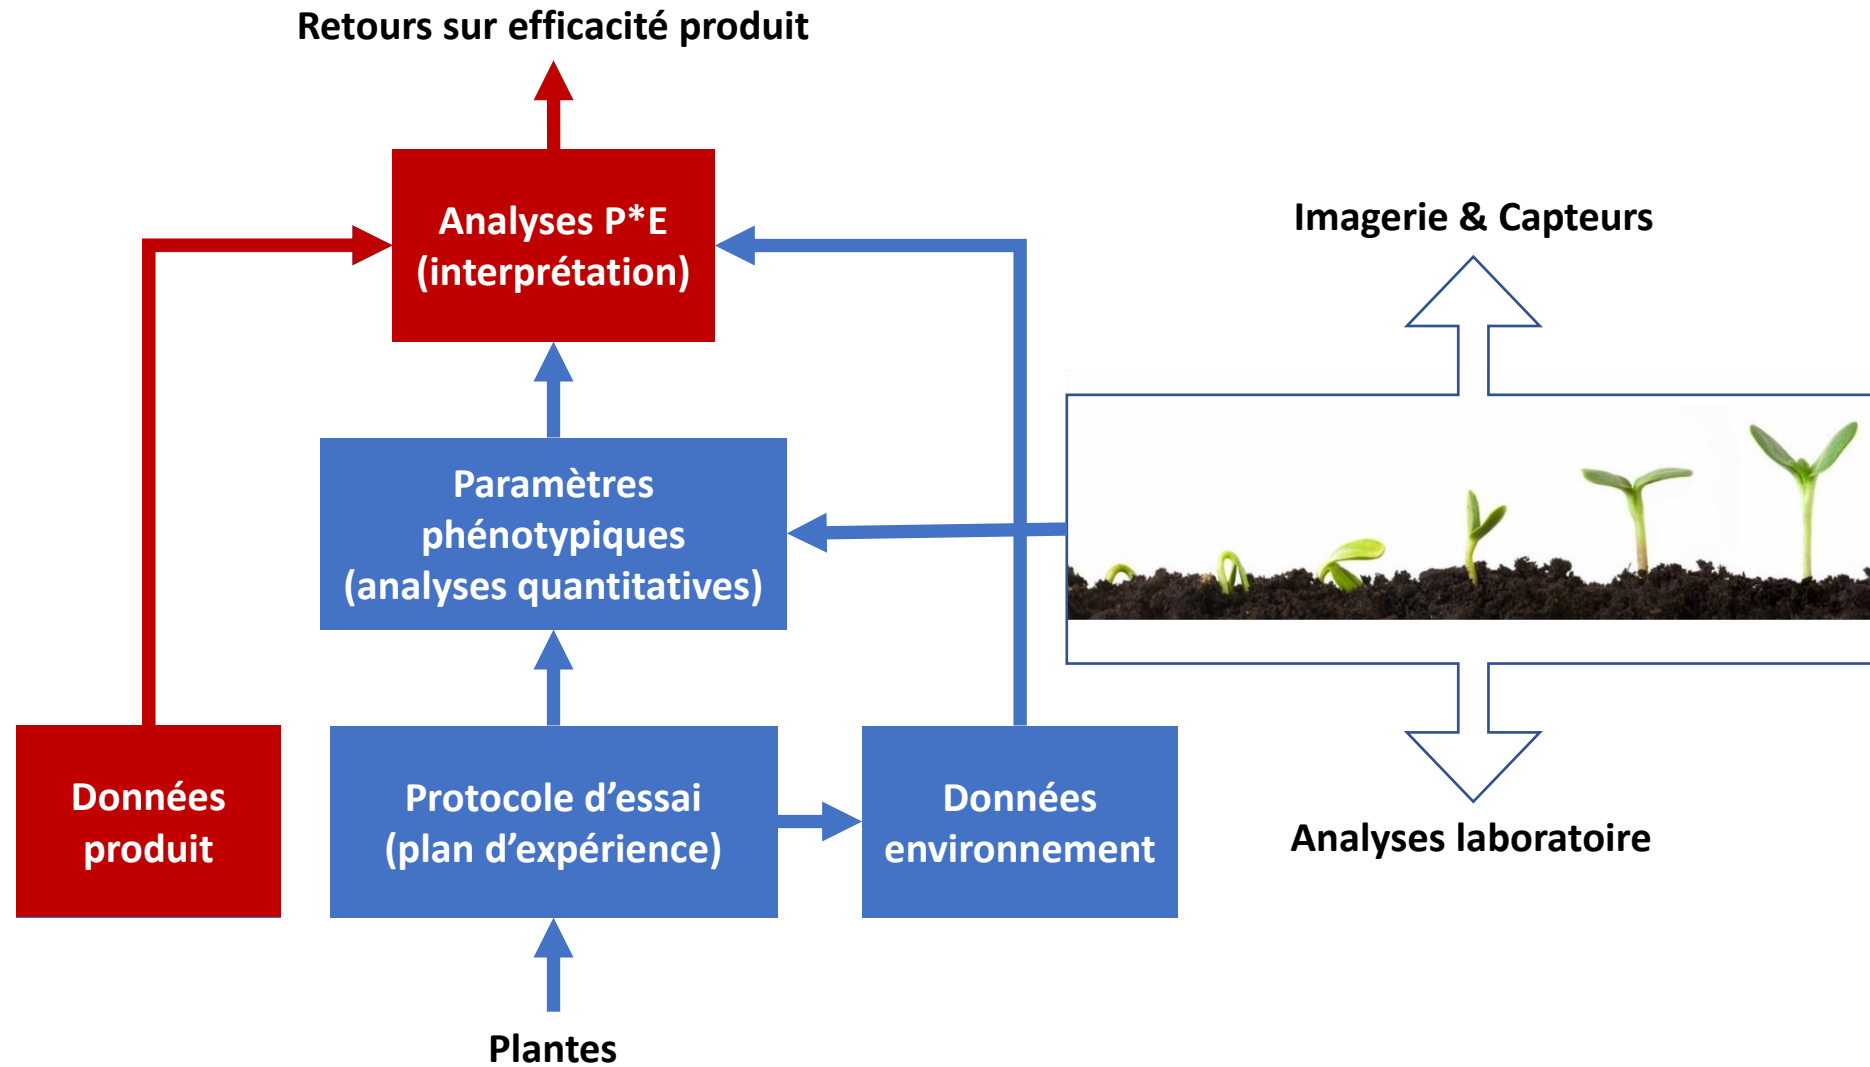 Retours sur efficacité produit
Analyses P*E
(interprétation)
Imagerie & Capteurs
Paramètres
phénotypiques
(analyses quantitatives)
Données
produit
Protocole d’essai
(plan d’expérience)
Données
environnement
Analyses laboratoire
Plantes